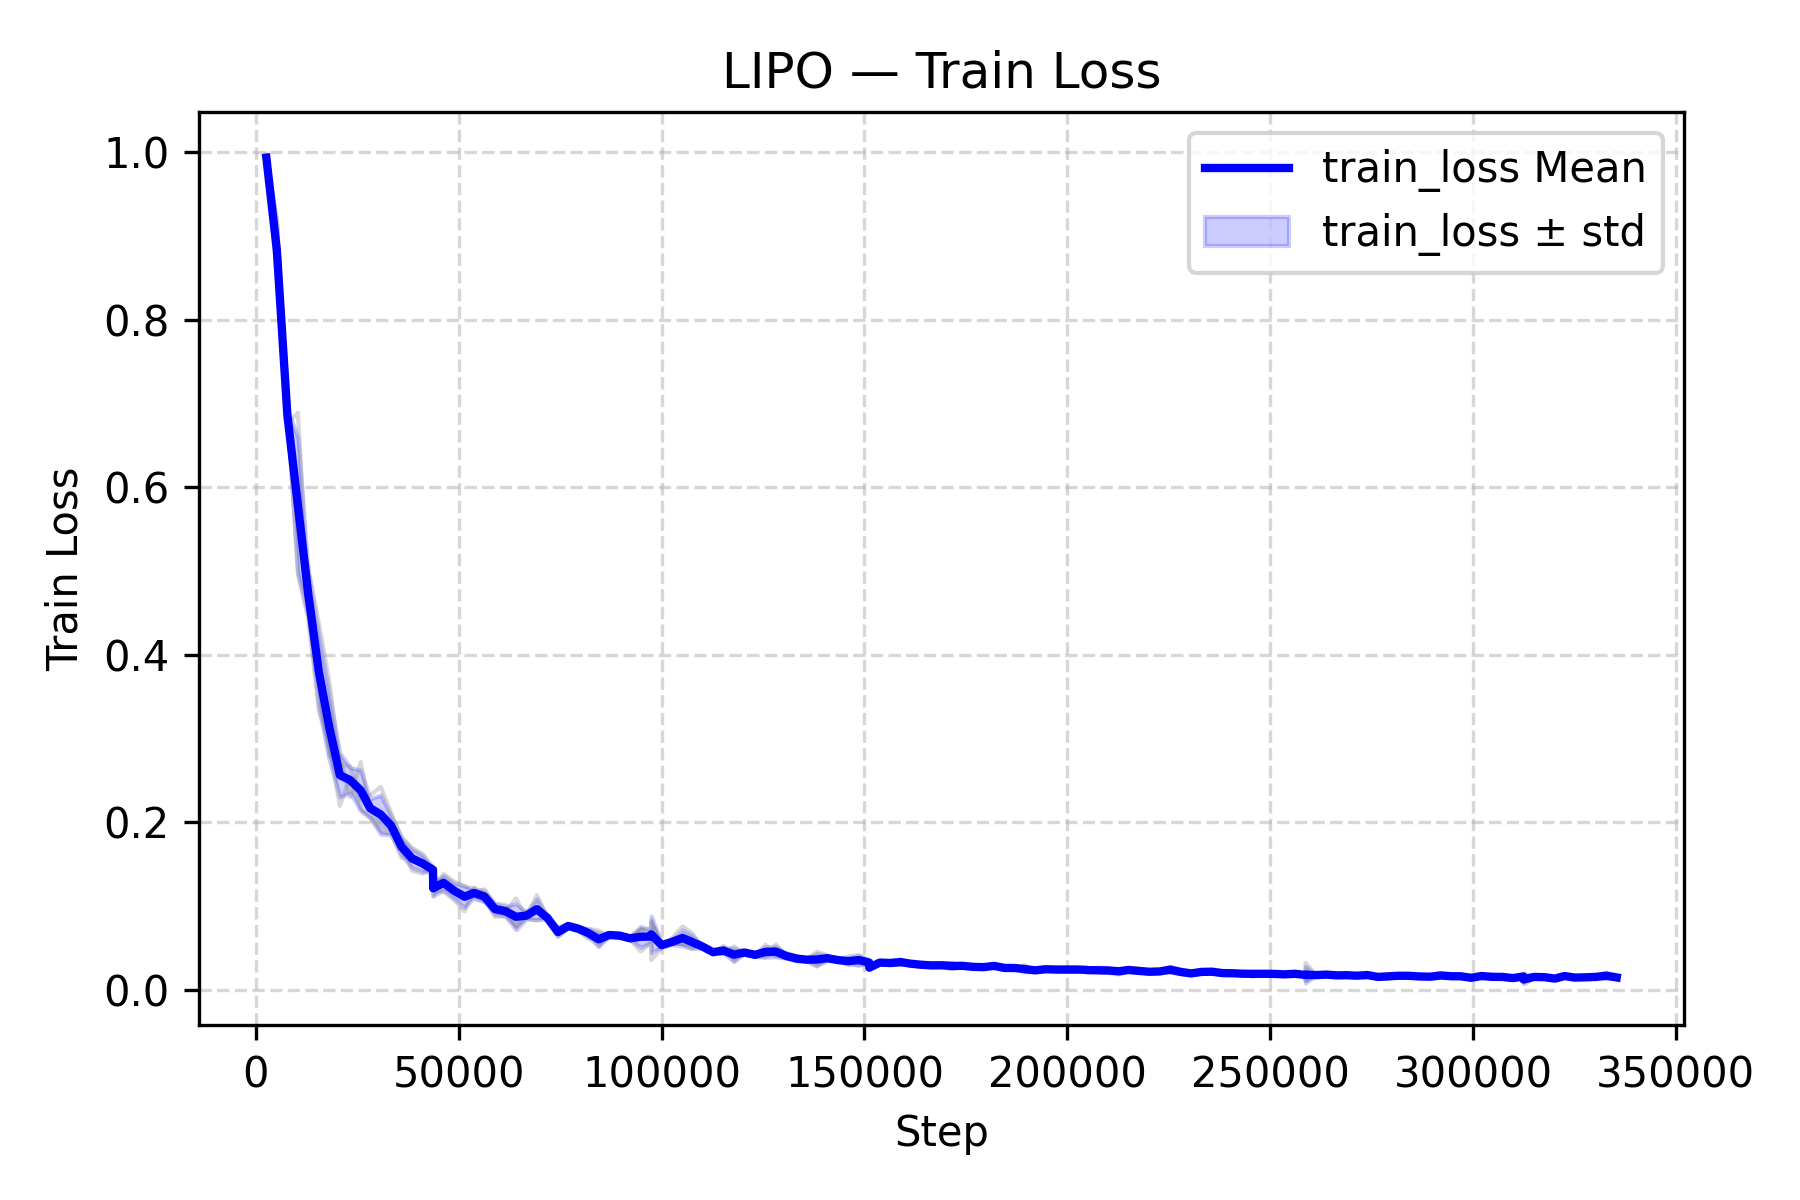 LIPO — Train Loss
train_loss Mean
train_loss ± std
Train Loss
1.0
0.8
0.6
0.4
0.2
0.0
0 50000 100000 150000 200000 250000 300000 350000
Step